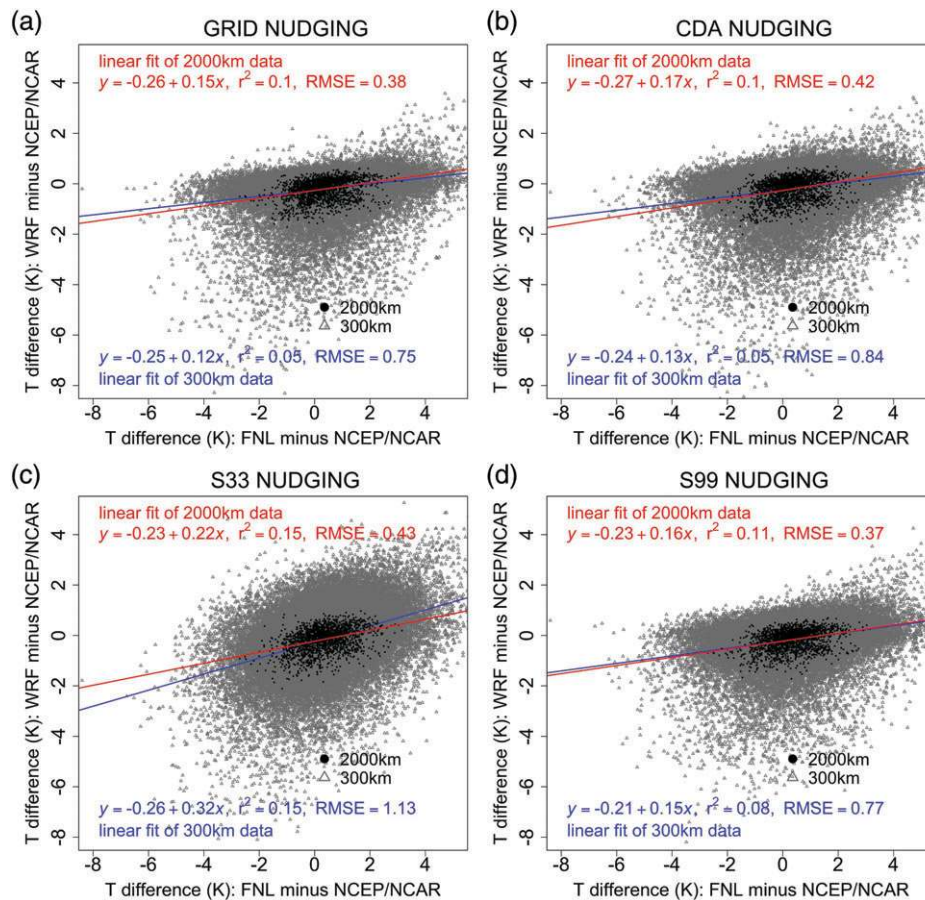 (a)
GRID NUDGING
linear fit of 2000km data
y = -0.26 + 0.15x, r² = 0.1, RMSE = 0.38
T difference (K): WRF minus NCEP/NCAR
4
2
0
-2
-4
-6
-8
2000km
300km
y = -0.25 + 0.12x, r² = 0.05, RMSE = 0.75
linear fit of 300km data
-8 -6 -4 -2 0 2 4
T difference (K): FNL minus NCEP/NCAR
(b)
CDA NUDGING
linear fit of 2000km data
y = -0.27 + 0.17x, r² = 0.1, RMSE = 0.42
T difference (K): WRF minus NCEP/NCAR
4
2
0
-2
-4
-6
-8
2000km
300km
y = -0.24 + 0.13x, r² = 0.05, RMSE = 0.84
linear fit of 300km data
-8 -6 -4 -2 0 2 4
T difference (K): FNL minus NCEP/NCAR
(c)
S33 NUDGING
linear fit of 2000km data
y = -0.23 + 0.22x, r² = 0.15, RMSE = 0.43
T difference (K): WRF minus NCEP/NCAR
4
2
0
-2
-4
-6
-8
2000km
300km
y = -0.26 + 0.32x, r² = 0.15, RMSE = 1.13
linear fit of 300km data
-8 -6 -4 -2 0 2 4
T difference (K): FNL minus NCEP/NCAR
(d)
S99 NUDGING
linear fit of 2000km data
y = -0.23 + 0.16x, r² = 0.11, RMSE = 0.37
T difference (K): WRF minus NCEP/NCAR
4
2
0
-2
-4
-6
-8
2000km
300km
y = -0.21 + 0.15x, r² = 0.08, RMSE = 0.77
linear fit of 300km data
-8 -6 -4 -2 0 2 4
T difference (K): FNL minus NCEP/NCAR